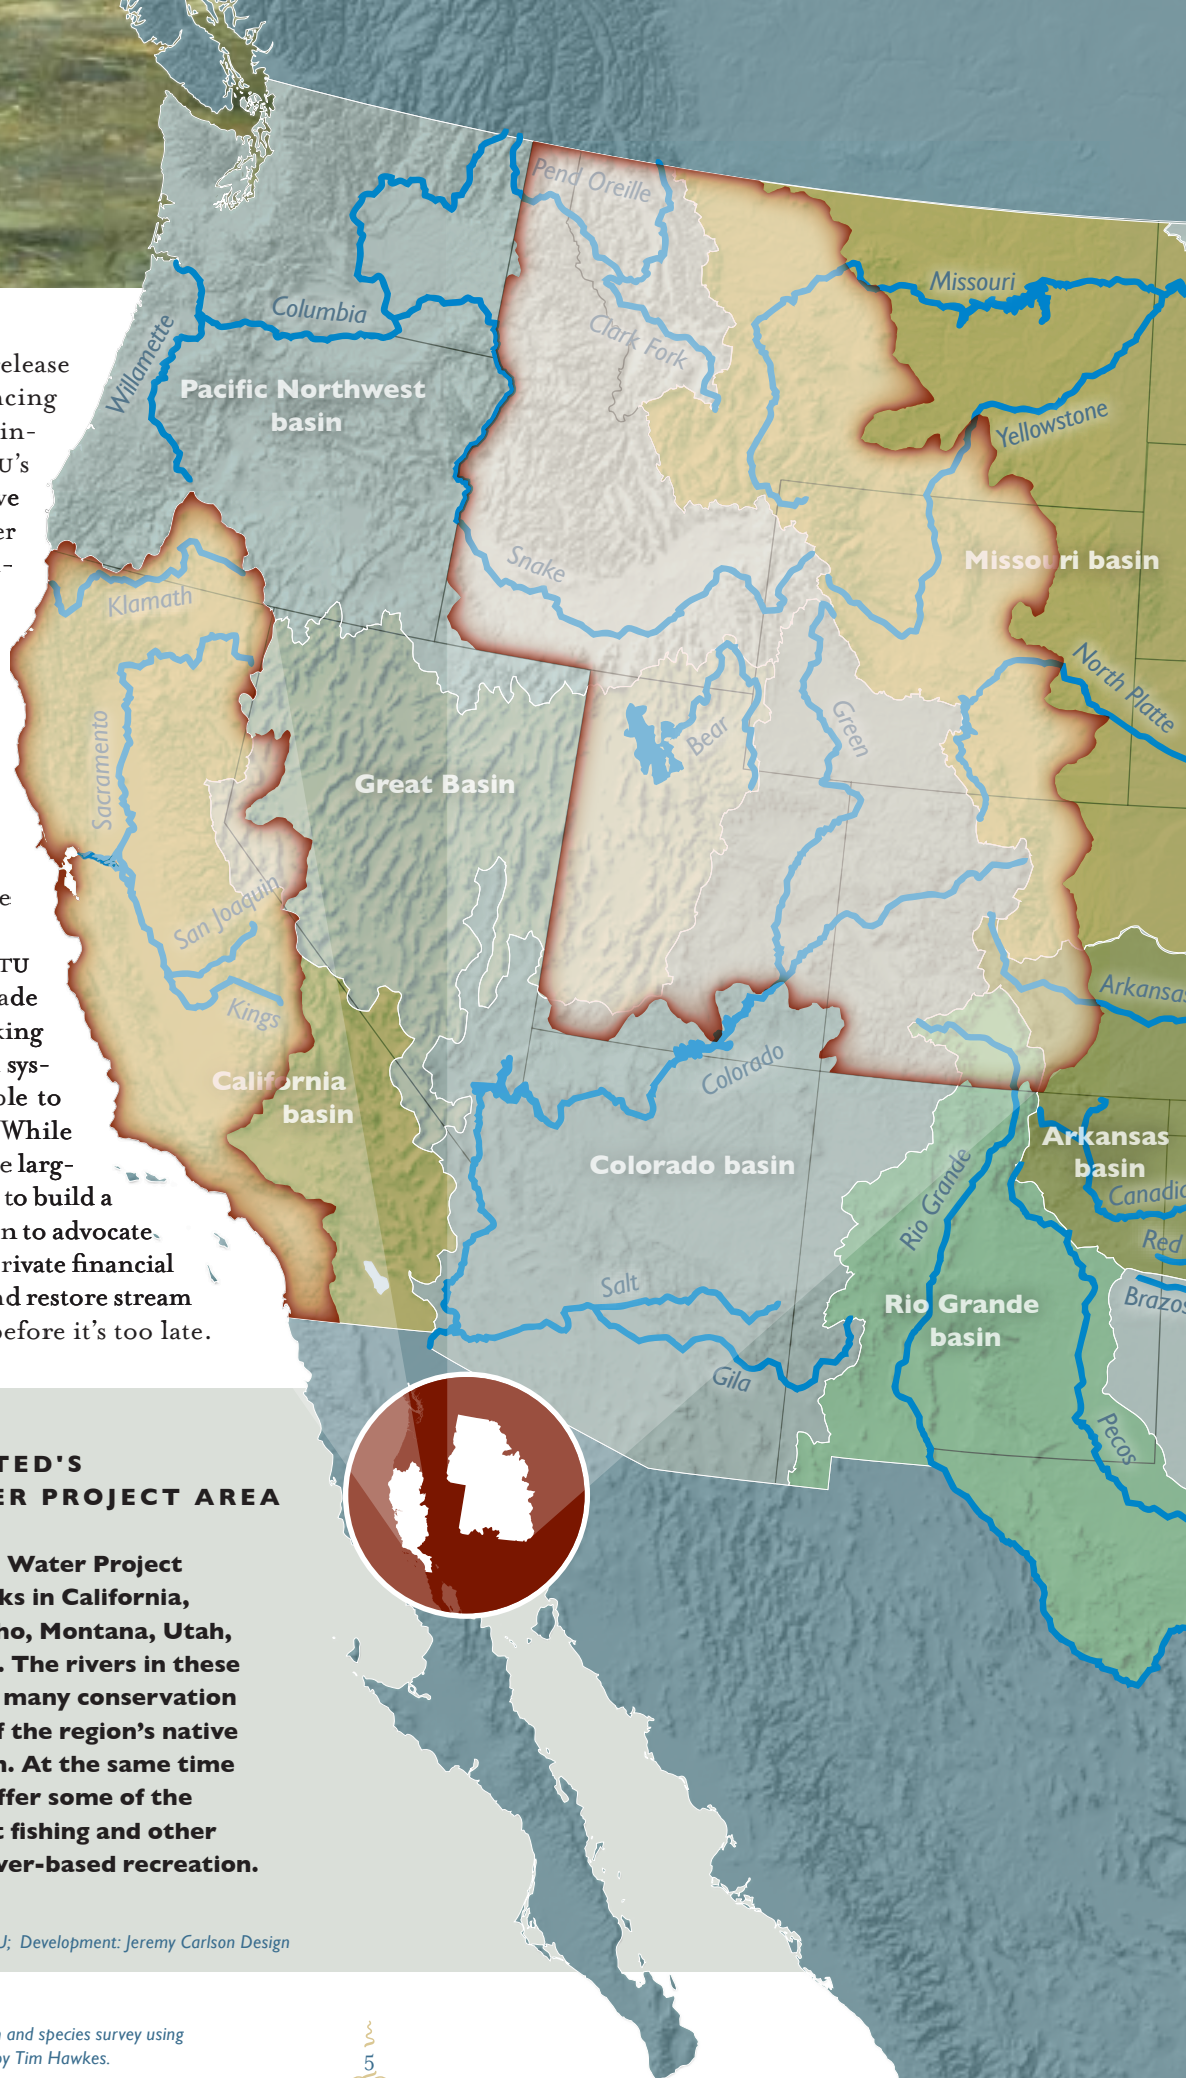 Pend Oreille
Missouri
Columbia
Willamette
Clark Fork
Pacific Northwest
basin
Yellowstone
Snake
Missouri basin
Klamath
North Platte
Sacramento
Bear
Green
Great Basin
San Joaquin
Kings
Arkansas
Colorado
California
basin
Arkansas
basin
Colorado basin
Rio Grande
Canadia
Red
Salt
Rio Grande
basin
Brazos
Gila
Pecos
elease
ncing
in-
U's
ve
er
-
e
TU
ade
king
sys-
ole to
While
e larg-
to build a
n to advocate
rivate financial
nd restore stream
before it's too late.
TED'S
ER PROJECT AREA
Water Project
ks in California,
ho, Montana, Utah,
. The rivers in these
many conservation
f the region's native
n. At the same time
ffer some of the
t fishing and other
ver-based recreation.
U; Development: Jeremy Carlson Design
n and species survey using
by Tim Hawkes.
5